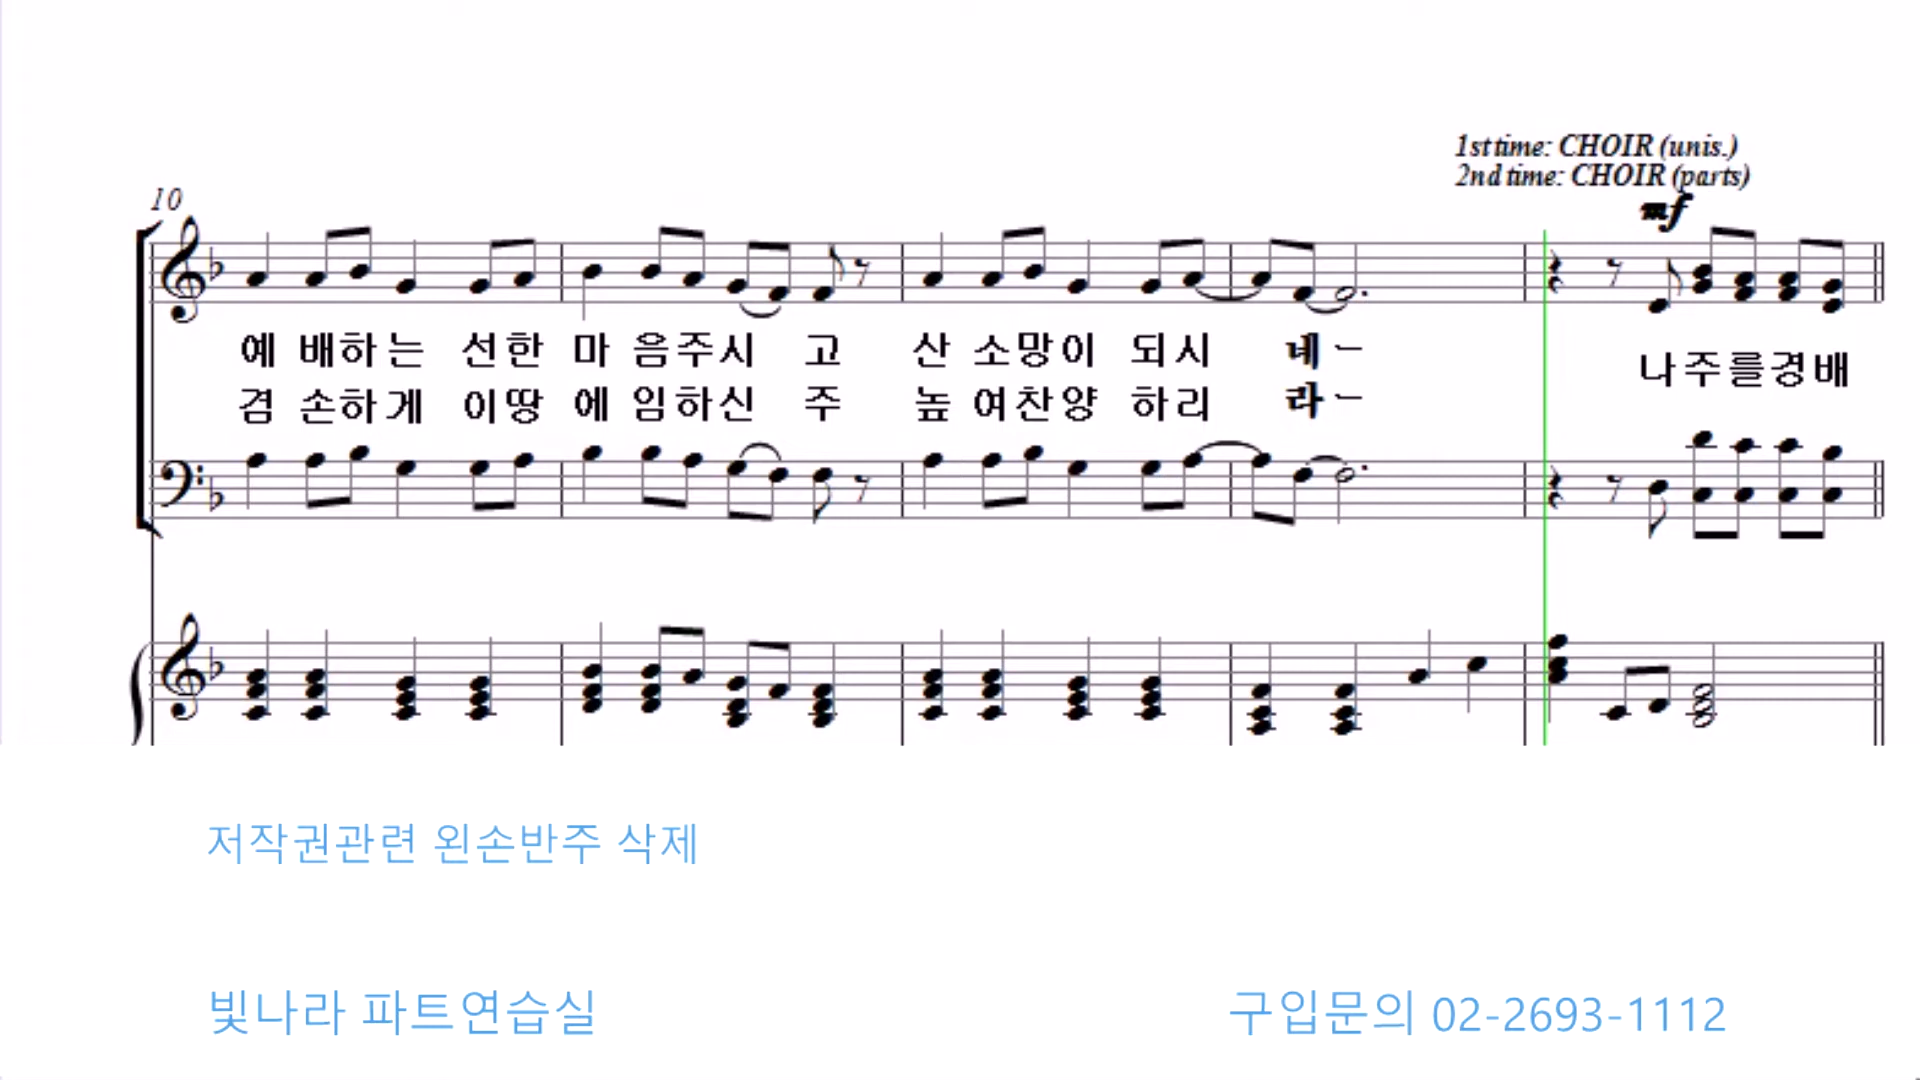 1st time: CHOIR (unis.)
2nd time: CHOIR (parts)
10
mf
예 배하는 선한 마 음주시 고 산 소망이 되시 네ㅡ 나주를경배
겸 손하게 이땅 에 임하신 주 높 여찬양 하리 라ㅡ
저작권관련 왼손반주 삭제
빛나라 파트연습실
구입문의 02-2693-1112